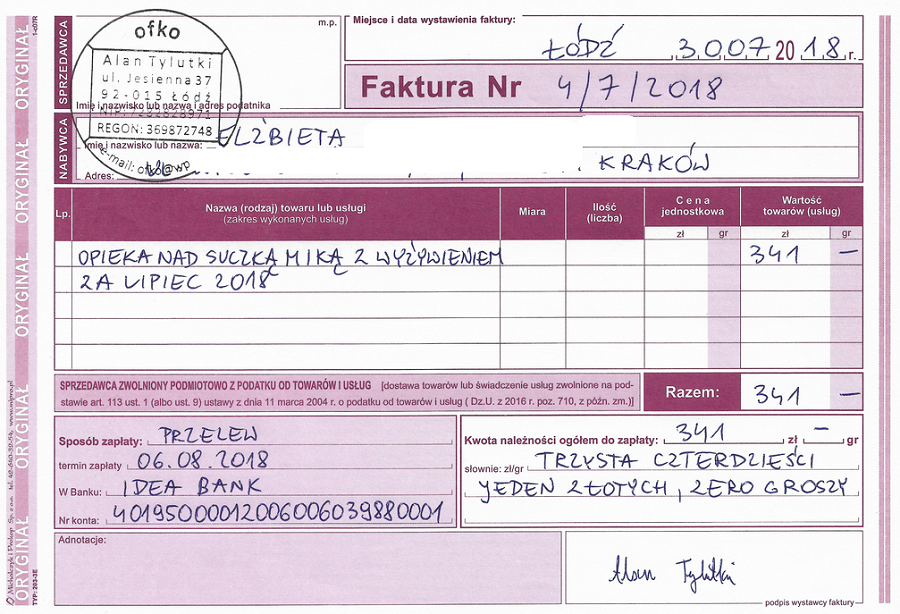 ofko
Alan Tylutki
ul. Jesienna 37
92-015 Łódź
REGON: 369872748
e-mail: ofko@wp
SPRZEDAWCA
m.p.
Imię i nazwisko lub nazwa i adres podatnika
Miejsce i data wystawienia faktury:
ŁÓDŹ 30.07 2018 r.
Faktura Nr 4/7/2018
NABYWCA
ELŻBIETA
Imię i nazwisko lub nazwa:
Adres: KRAKÓW
Lp. Nazwa (rodzaj) towaru lub usługi (zakres wykonanych usług) Miara Ilość (liczba) Cena jednostkowa Wartość towarów (usług)
zł gr zł gr
OPIEKA NAD SUCZKĄ MIKĄ Z WYŻYWIENIEM 341 —
ZA LIPIEC 2018
SPRZEDAWCA ZWOLNIONY PODMIOTOWO Z PODATKU OD TOWARÓW I USŁUG [dostawa towarów lub świadczenie usług zwolnione na pod-
stawie art. 113 ust. 1 (albo ust. 9) ustawy z dnia 11 marca 2004 r. o podatku od towarów i usług ( Dz.U. z 2016 r. poz. 710, z późn. zm.)]
Razem: 341 —
Sposób zapłaty: PRZELEW
termin zapłaty 06.08.2018
W Banku: IDEA BANK
Nr konta: 40195000012006006039880001
Kwota należności ogółem do zapłaty: 341 zł — gr
słownie: zł/gr TRZYSTA CZTERDZIEŚCI
JEDEN ZŁOTYCH, ZERO GROSZY
Adnotacje:
Alan Tylutki
podpis wystawcy faktury
ORYGINAŁ ORYGINAŁ ORYGINAŁ ORYGINAŁ ORYGINAŁ
TYP: 203-3E